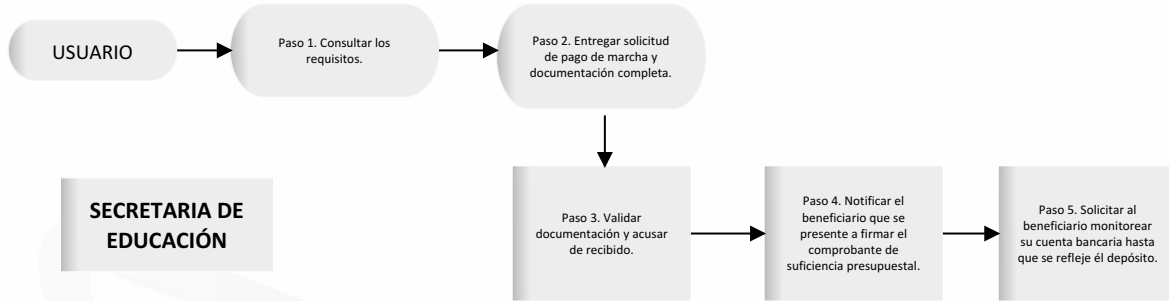 USUARIO
Paso 1. Consultar los
requisitos.
Paso 2. Entregar solicitud
de pago de marcha y
documentación completa.
SECRETARIA DE
EDUCACIÓN
Paso 3. Validar
documentación y acusar
de recibido.
Paso 4. Notificar el
beneficiario que se
presente a firmar el
comprobante de
suficiencia presupuestal.
Paso 5. Solicitar al
beneficiario monitorear
su cuenta bancaria hasta
que se refleje él depósito.